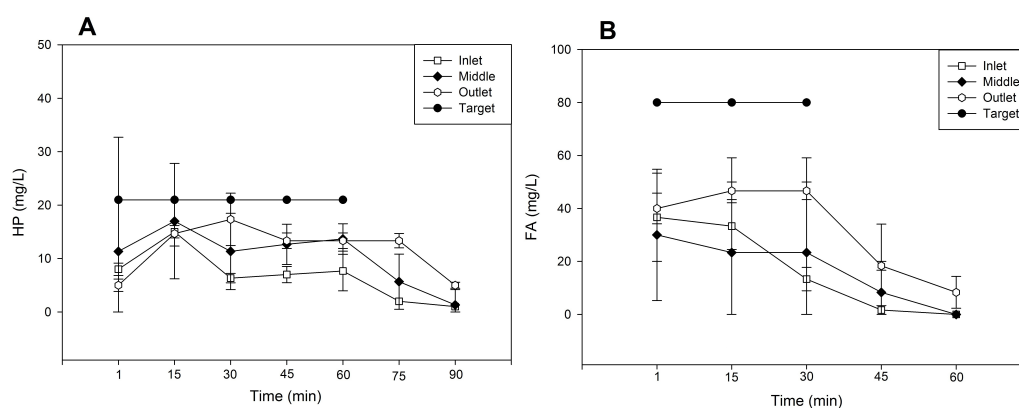 A
50
40
30
20
10
0
HP (mg/L)
Inlet
Middle
Outlet
Target
1 15 30 45 60 75 90
Time (min)
B
100
80
60
40
20
0
FA (mg/L)
Inlet
Middle
Outlet
Target
1 15 30 45 60
Time (min)